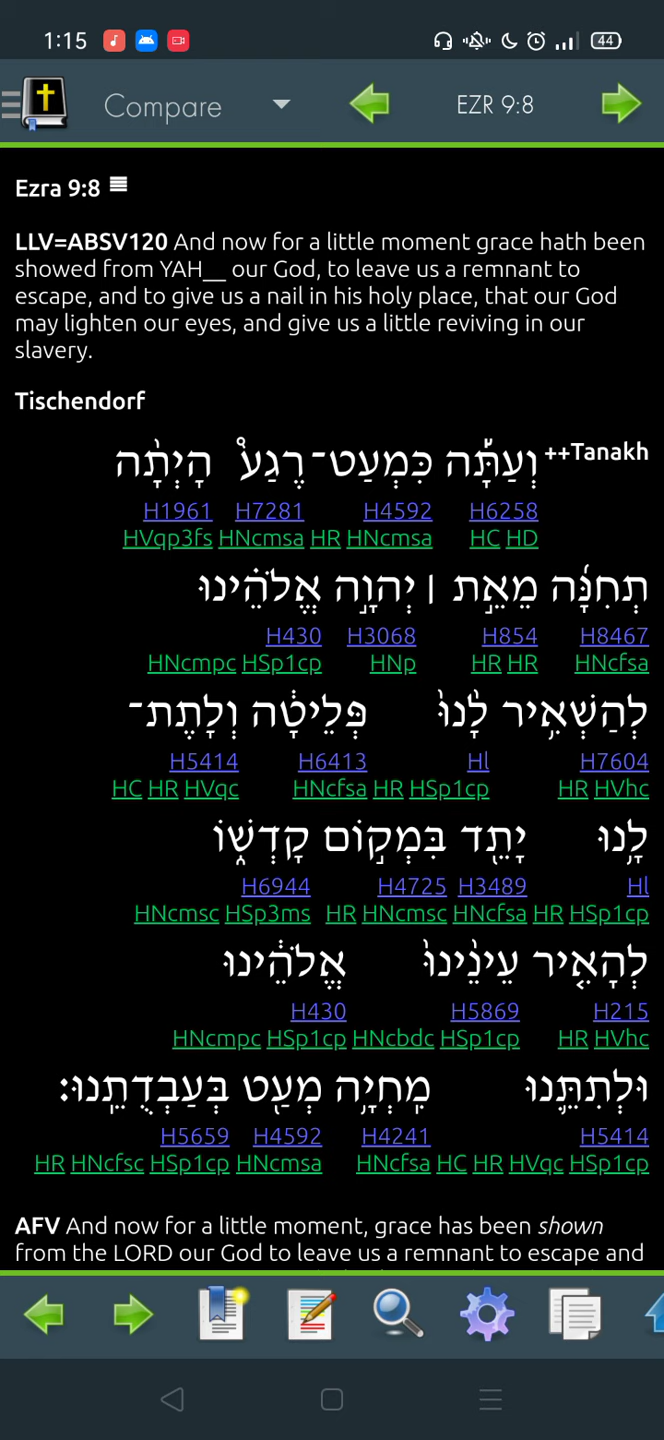 1:15
44
Compare
EZR 9:8
Ezra 9:8
LLV=ABSV120 And now for a little moment grace hath been
showed from YAH__ our God, to leave us a remnant to
escape, and to give us a nail in his holy place, that our God
may lighten our eyes, and give us a little reviving in our
slavery.
Tischendorf
++Tanakh וְעַתָּ֡ה כִּמְעַט־רֶגַע֩ הָיְתָ֨ה
H1961 H7281 H4592 H6258
HVqp3fs HNcmsa HR HNcmsa HC HD
תְחִנָּ֜ה מֵאֵ֣ת ׀ יְהוָ֣ה אֱלֹהֵ֗ינוּ
H430 H3068 H854 H8467
HNcmpc HSp1cp HNp HR HR HNcfsa
לְהַשְׁאִ֥יר לָ֙נוּ֙ פְּלֵיטָ֔ה וְלָתֶת־
H5414 H6413 Hl H7604
HC HR HVqc HNcfsa HR HSp1cp HR HVhc
לָ֥נוּ יָתֵ֖ד בִּמְק֣וֹם קָדְשׁ֑וֹ
H6944 H4725 H3489 Hl
HNcmsc HSp3ms HR HNcmsc HNcfsa HR HSp1cp
לְהָאִ֤יר עֵינֵ֙ינוּ֙ אֱלֹהֵ֔ינוּ
H430 H5869 H215
HNcmpc HSp1cp HNcbdc HSp1cp HR HVhc
וּלְתִתֵּ֛נוּ מִֽחְיָ֥ה מְעַ֖ט בְּעַבְדֻתֵֽנוּ׃
H5659 H4592 H4241 H5414
HR HNcfsc HSp1cp HNcmsa HNcfsa HC HR HVqc HSp1cp
AFV And now for a little moment, grace has been shown
from the LORD our God to leave us a remnant to escape and